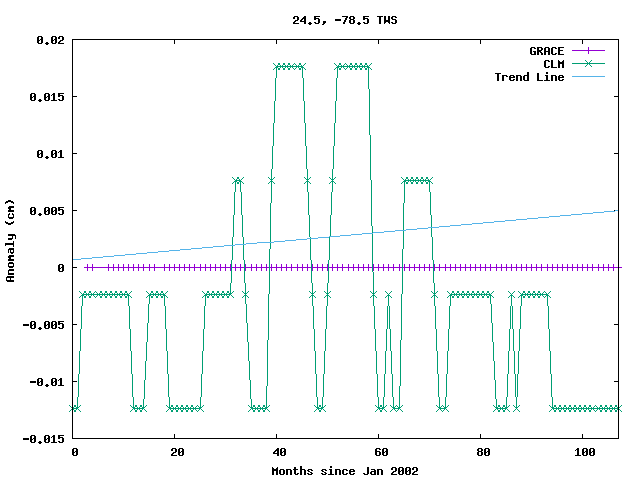 24.5, -78.5 TWS
GRACE
CLM
Trend Line
Anomaly (cm)
0.02
0.015
0.01
0.005
0
-0.005
-0.01
-0.015
0 20 40 60 80 100
Months since Jan 2002